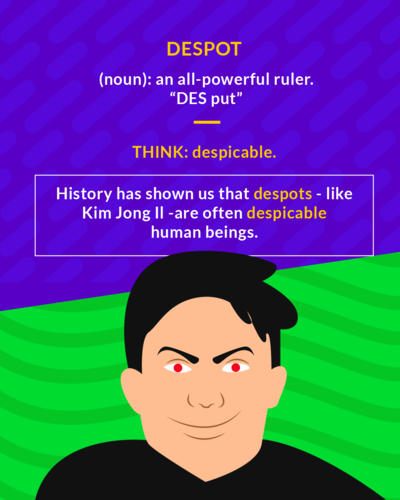 DESPOT
(noun): an all-powerful ruler.
“DES put”
THINK: despicable.
History has shown us that despots - like
Kim Jong Il -are often despicable
human beings.